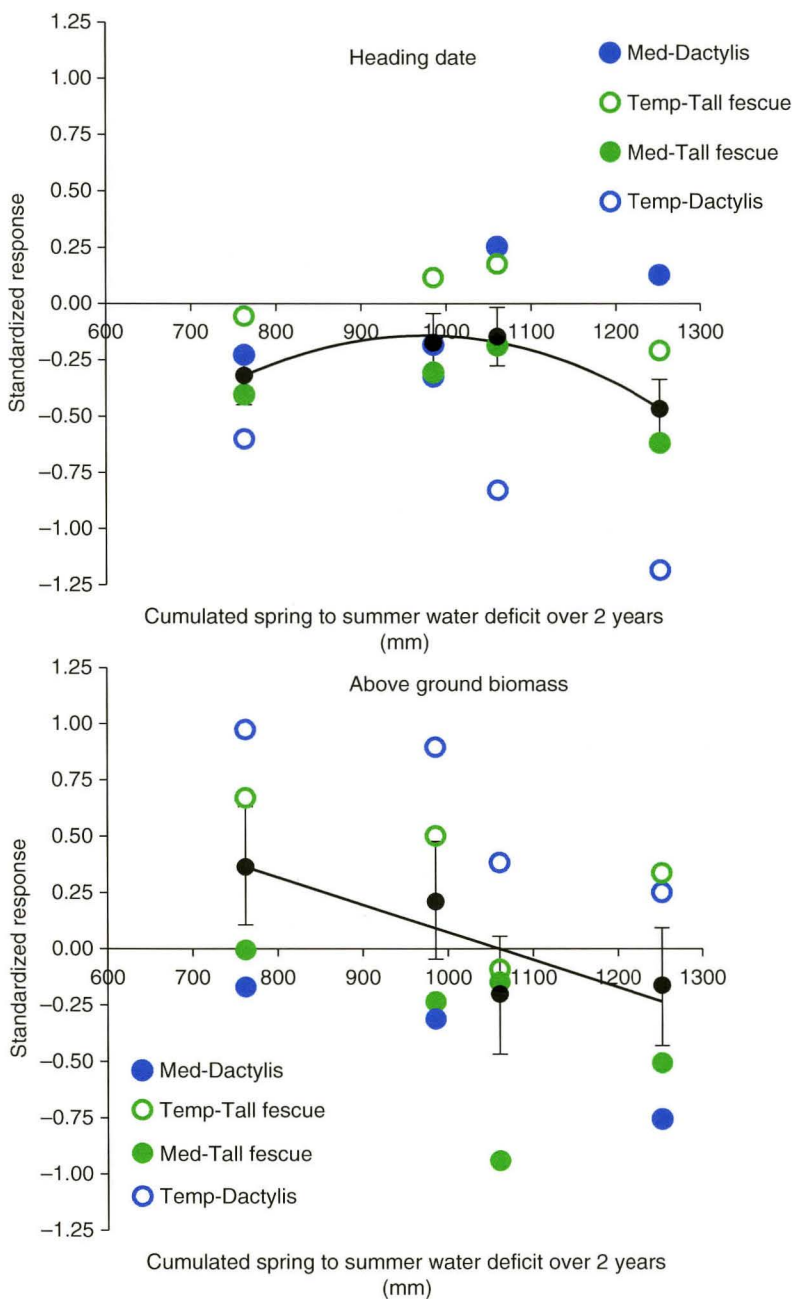 1.25
Heading date
Med-Dactylis
1.00
Temp-Tall fescue
0.75
Med-Tall fescue
0.50
Temp-Dactylis
0.25
Standardized response
0.00
600 700 800 900 1000 1100 1200 1300
−0.25
−0.50
−0.75
−1.00
−1.25
Cumulated spring to summer water deficit over 2 years
(mm)
1.25
Above ground biomass
1.00
0.75
0.50
0.25
Standardized response
0.00
600 700 800 900 1000 1100 1200 1300
−0.25
−0.50
Med-Dactylis
Temp-Tall fescue
−0.75
Med-Tall fescue
−1.00
Temp-Dactylis
−1.25
Cumulated spring to summer water deficit over 2 years
(mm)